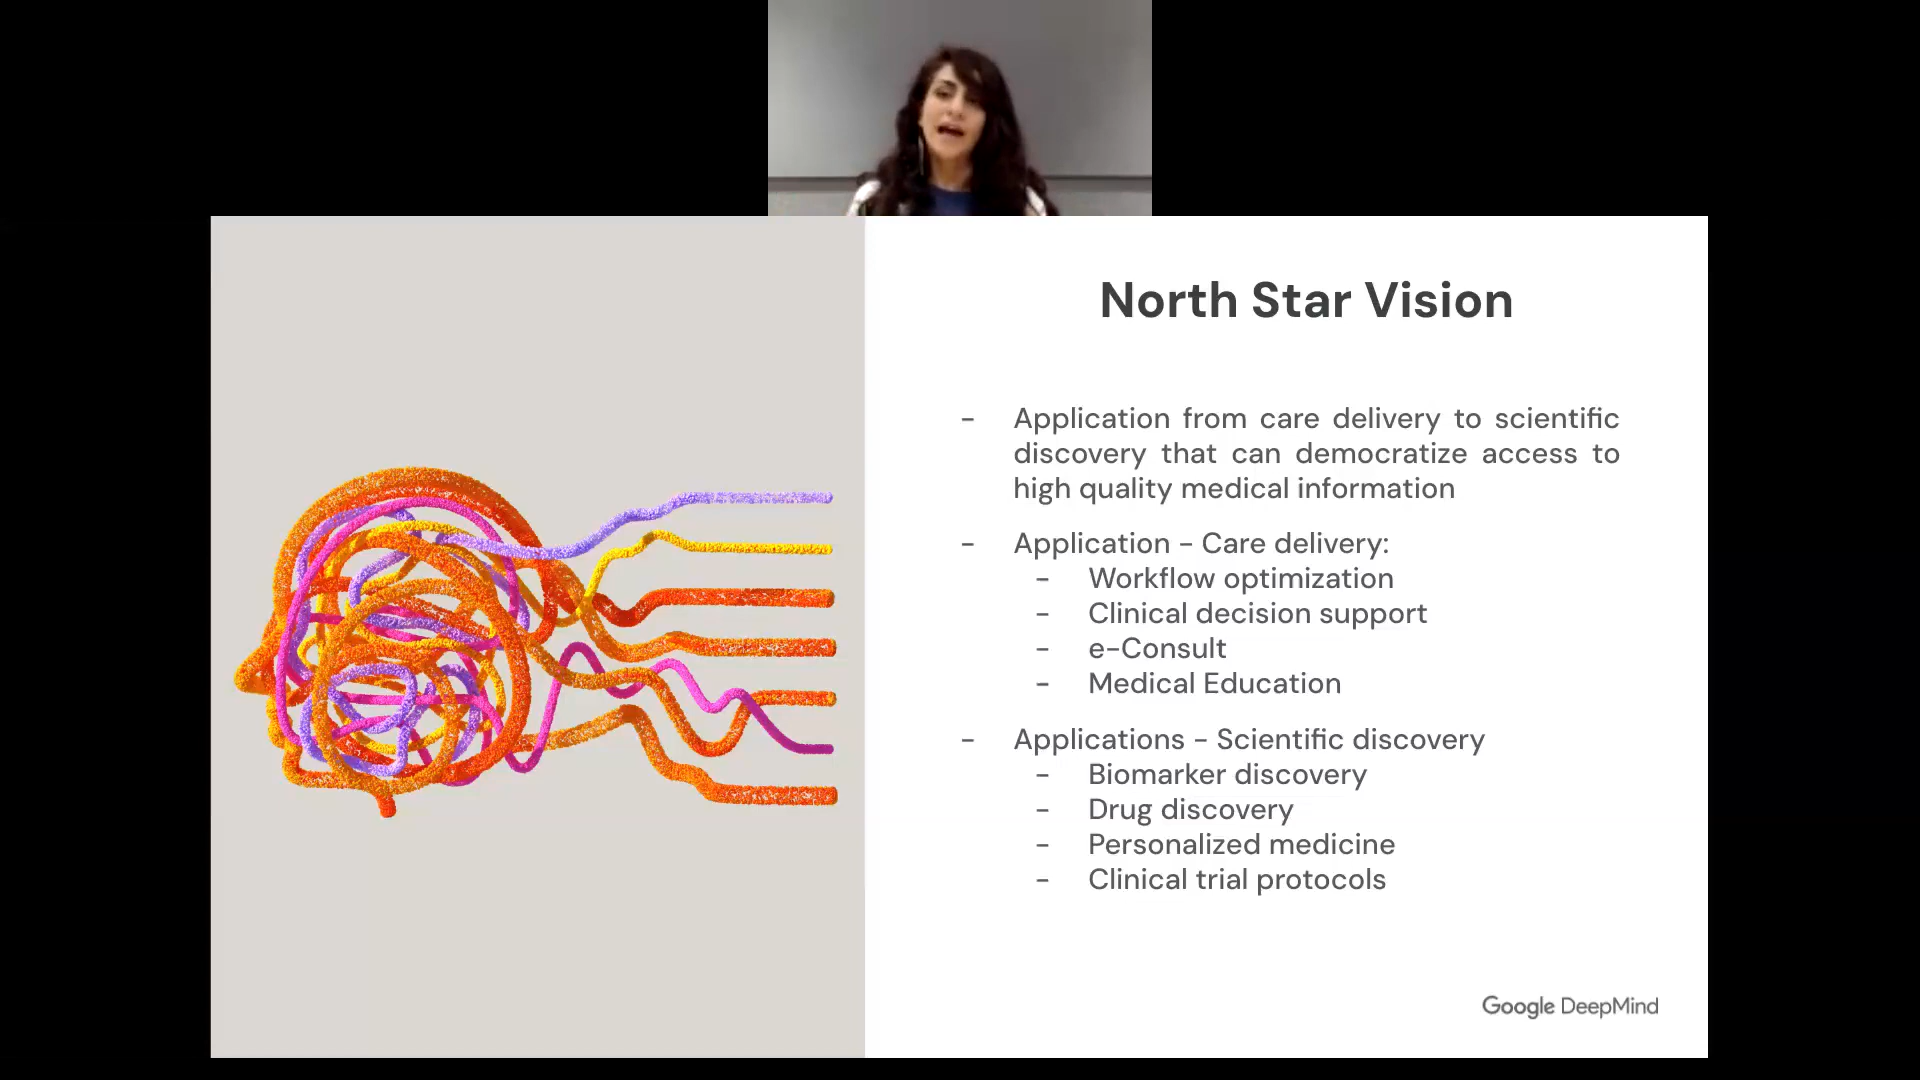 North Star Vision
- Application from care delivery to scientific
discovery that can democratize access to
high quality medical information
- Application - Care delivery:
- Workflow optimization
- Clinical decision support
- e-Consult
- Medical Education
- Applications - Scientific discovery
- Biomarker discovery
- Drug discovery
- Personalized medicine
- Clinical trial protocols
Google DeepMind